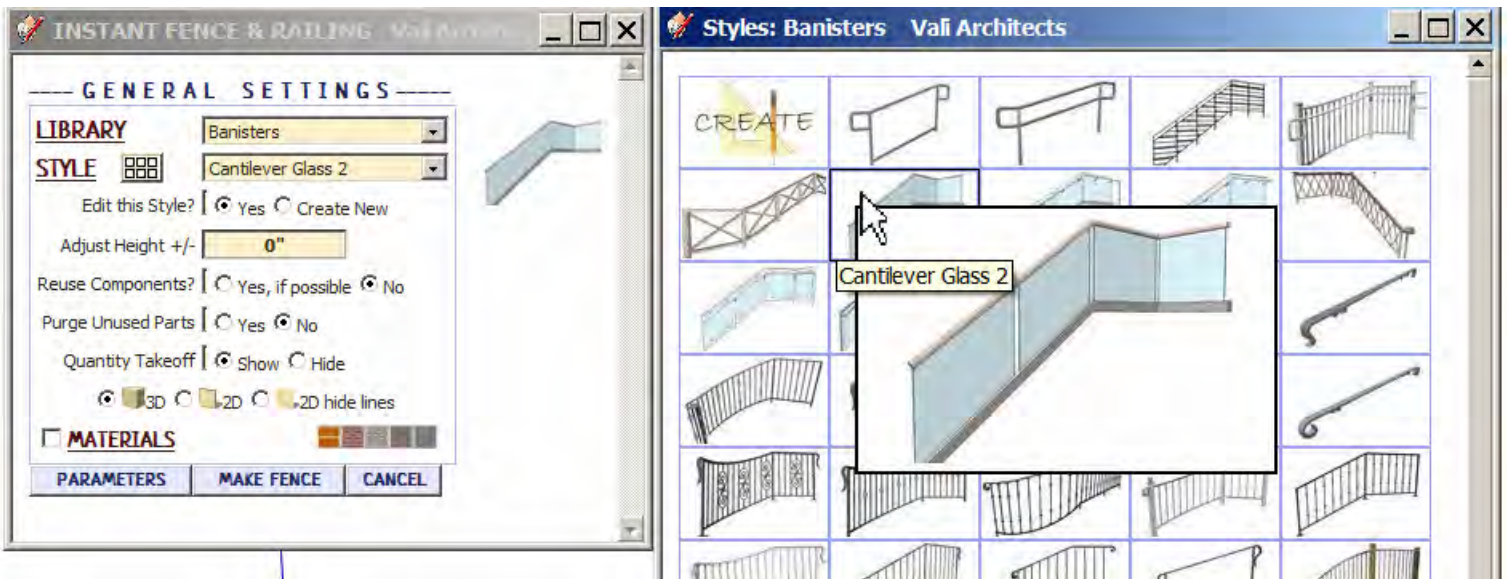 INSTANT FENCE & RAILING
---- GENERAL SETTINGS-----
LIBRARY Banisters
STYLE Cantilever Glass 2
Edit this Style? Yes Create New
Adjust Height +/- 0"
Reuse Components? Yes, if possible No
Purge Unused Parts Yes No
Quantity Takeoff Show Hide
3D 2D 2D hide lines
MATERIALS
PARAMETERS MAKE FENCE CANCEL
Styles: Banisters Vali Architects
CREATE
Cantilever Glass 2